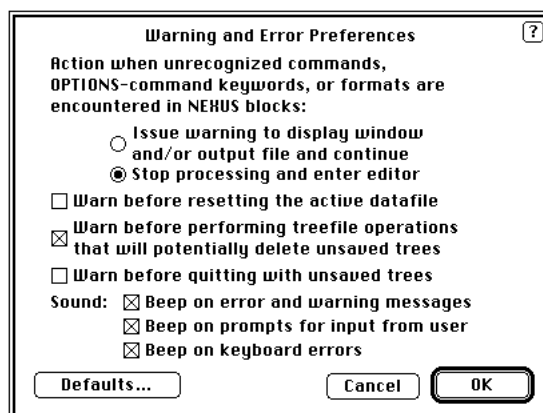 Warning and Error Preferences
?
Action when unrecognized commands,
OPTIONS-command keywords, or formats are
encountered in NEXUS blocks:
Issue warning to display window
and/or output file and continue
Stop processing and enter editor
Warn before resetting the active datafile
Warn before performing treefile operations
that will potentially delete unsaved trees
Warn before quitting with unsaved trees
Sound: Beep on error and warning messages
Beep on prompts for input from user
Beep on keyboard errors
Defaults... Cancel OK